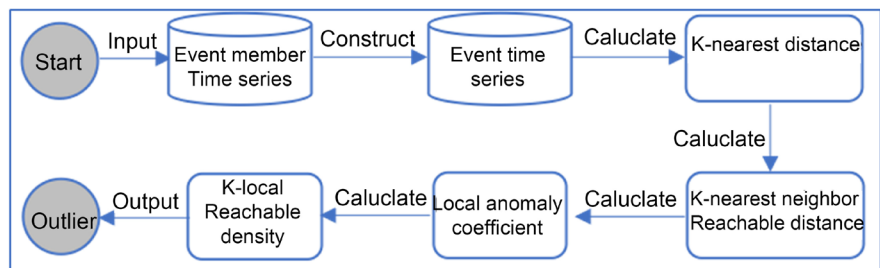 Start
Input
Event member
Time series
Construct
Event time
series
Caluclate
K-nearest distance
Caluclate
K-nearest neighbor
Reachable distance
Caluclate
Local anomaly
coefficient
Caluclate
K-local
Reachable
density
Output
Outlier